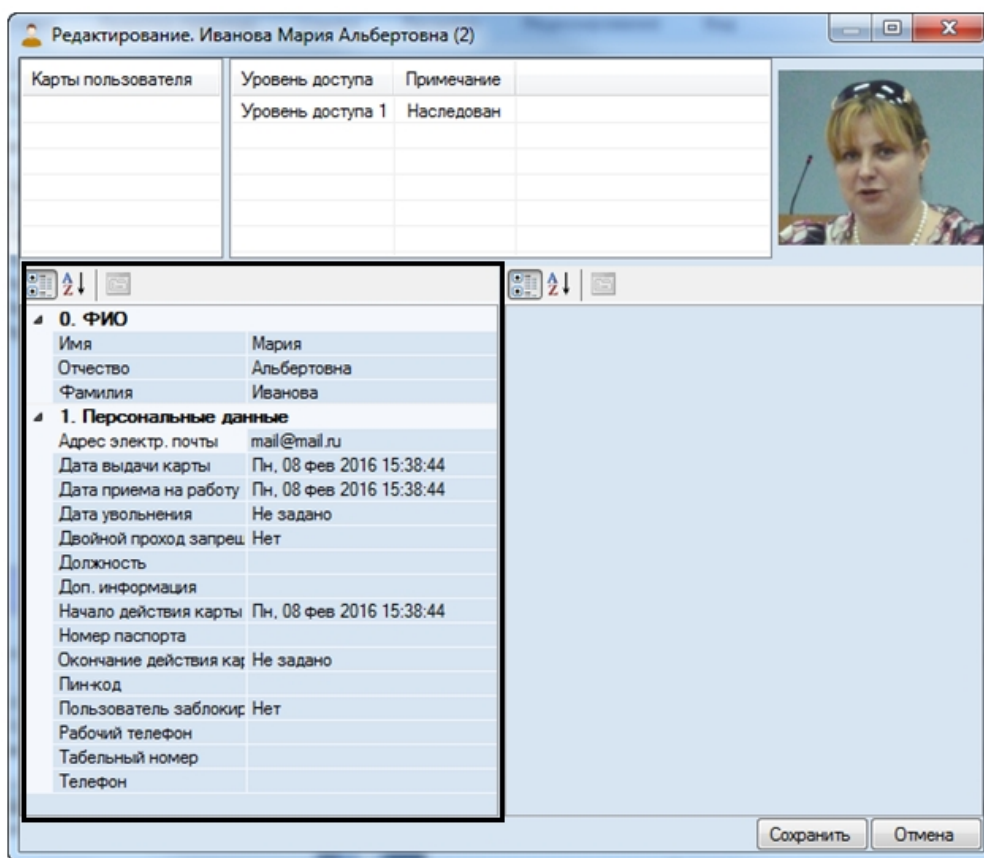 Редактирование. Иванова Мария Альбертовна (2)
Карты пользователя Уровень доступа Примечание
Уровень доступа 1 Наследован
0. ФИО
Имя Мария
Отчество Альбертовна
Фамилия Иванова
1. Персональные данные
Адрес электр. почты mail@mail.ru
Дата выдачи карты Пн, 08 фев 2016 15:38:44
Дата приема на работу Пн, 08 фев 2016 15:38:44
Дата увольнения Не задано
Двойной проход запрещ Нет
Должность
Доп. информация
Начало действия карты Пн, 08 фев 2016 15:38:44
Номер паспорта
Окончание действия кар Не задано
Пин-код
Пользователь заблокир Нет
Рабочий телефон
Табельный номер
Телефон
Сохранить Отмена